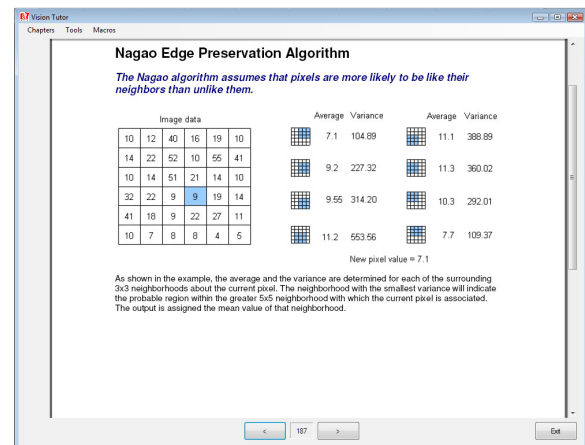 Vision Tutor
Chapters Tools Macros
Nagao Edge Preservation Algorithm
The Nagao algorithm assumes that pixels are more likely to be like their
neighbors than unlike them.
Image data
10 12 40 16 19 10
14 22 52 10 55 41
10 14 51 21 14 10
32 22 9 9 19 14
41 18 9 22 27 11
10 7 8 8 4 5
Average Variance Average Variance
7.1 104.89 11.1 388.89
9.2 227.32 11.3 360.02
9.55 314.20 10.3 292.01
11.2 553.56 7.7 109.37
New pixel value = 7.1
As shown in the example, the average and the variance are determined for each of the surrounding
3x3 neighborhoods about the current pixel. The neighborhood with the smallest variance will indicate
the probable region within the greater 5x5 neighborhood with which the current pixel is associated.
The output is assigned the mean value of that neighborhood.
< 187 > Exit